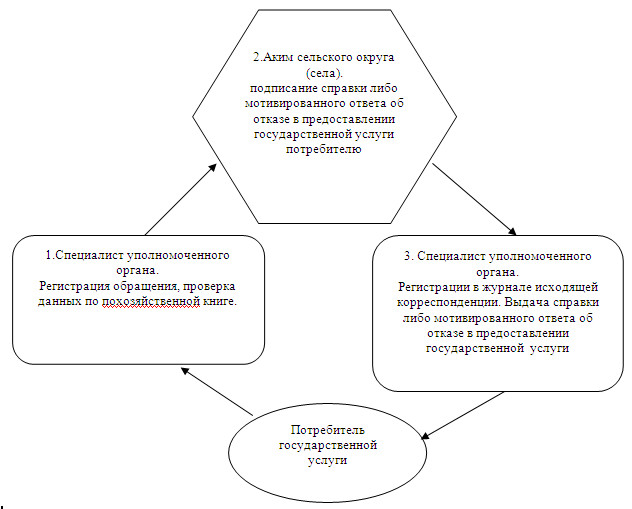 2.Аким сельского округа
(села).
подписание справки либо
мотивированного ответа об
отказе в предоставлении
государственной услуги
потребителю
1.Специалист уполномоченного
органа.
Регистрация обращения, проверка
данных по похозяйственной книге.
3. Специалист уполномоченного
органа.
Регистрации в журнале исходящей
корреспонденции. Выдача справки
либо мотивированного ответа об
отказе в предоставлении
государственной услуги
Потребитель
государственной
услуги